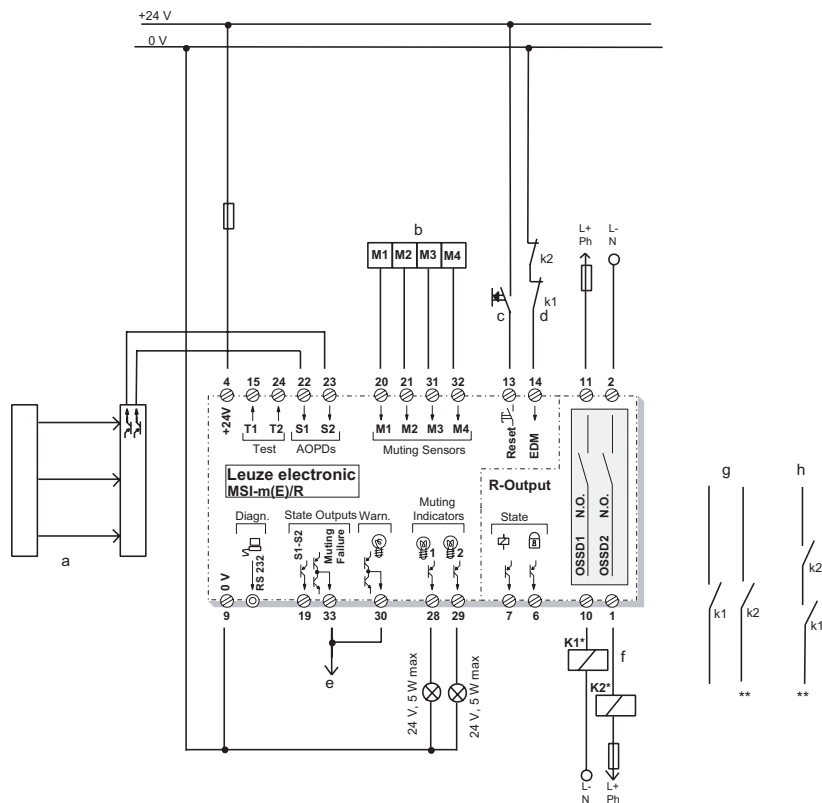 +24 V
0 V
b
M1 M2 M3 M4
L+
Ph
L-
N
k2
k1
c
d
4 15 24 22 23 20 21 31 32 13 14 11 2
+24V
T1 T2 S1 S2 M1 M2 M3 M4
Test AOPDs Muting Sensors
Reset
EDM
Leuze electronic
MSI-m(E)/R
R-Output
OSSD1 N.O.
OSSD2 N.O.
a
Diagn.
State Outputs
Warn.
Muting
Indicators
State
RS 232
S1-S2
Muting
Failure
1 2
0 V
9 19 33 30 28 29 7 6 10 1
e
24 V, 5 W max
24 V, 5 W max
K1*
f
K2*
L-
N
L+
Ph
g
k1
k2
**
h
k2
k1
**